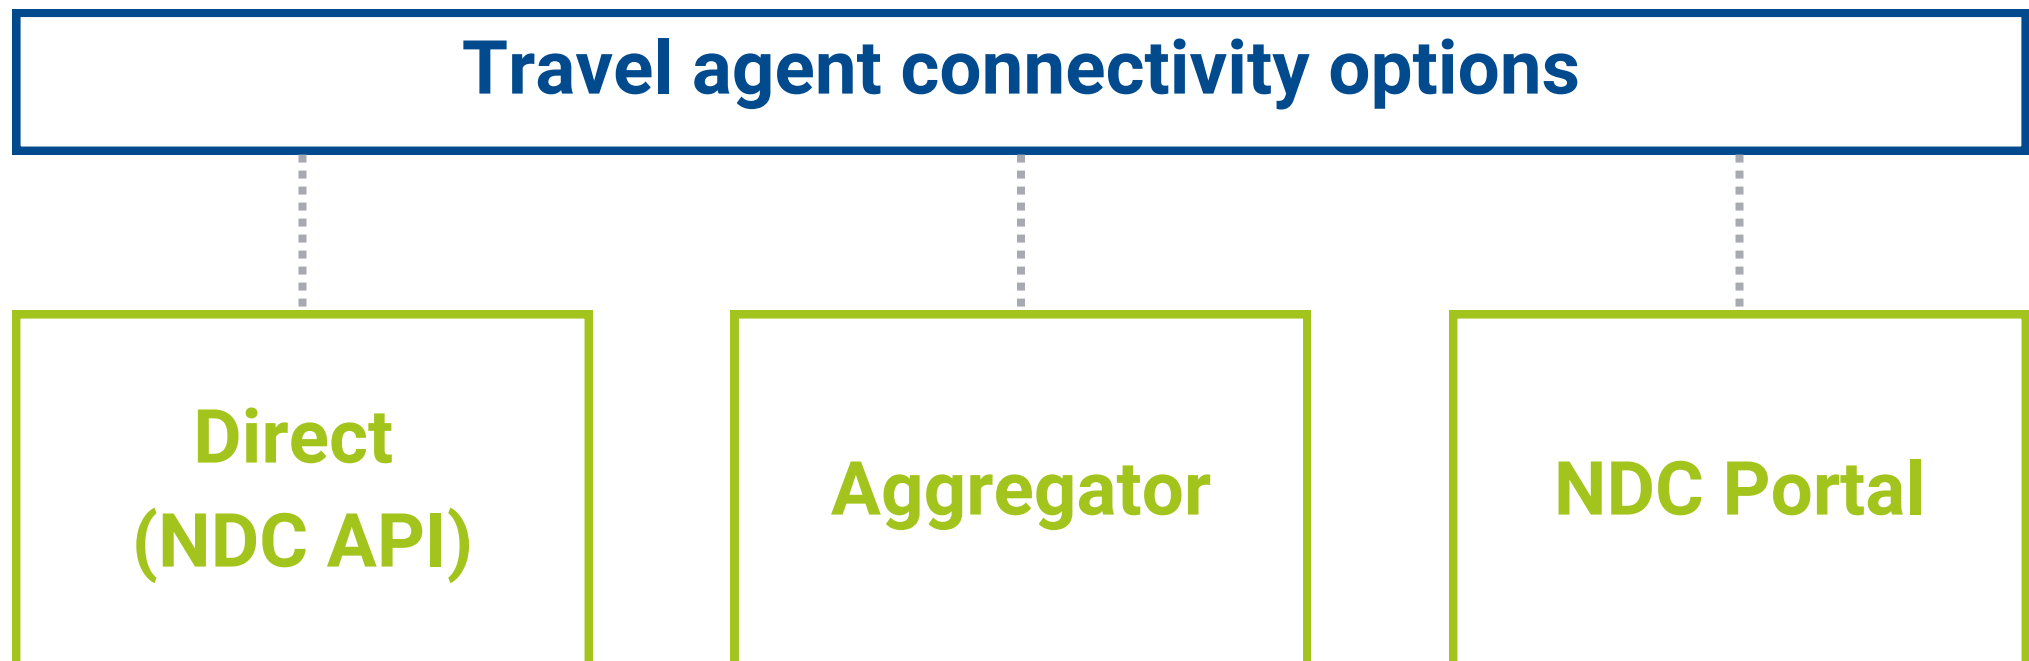 Travel agent connectivity options
Direct
(NDC API)
Aggregator
NDC Portal